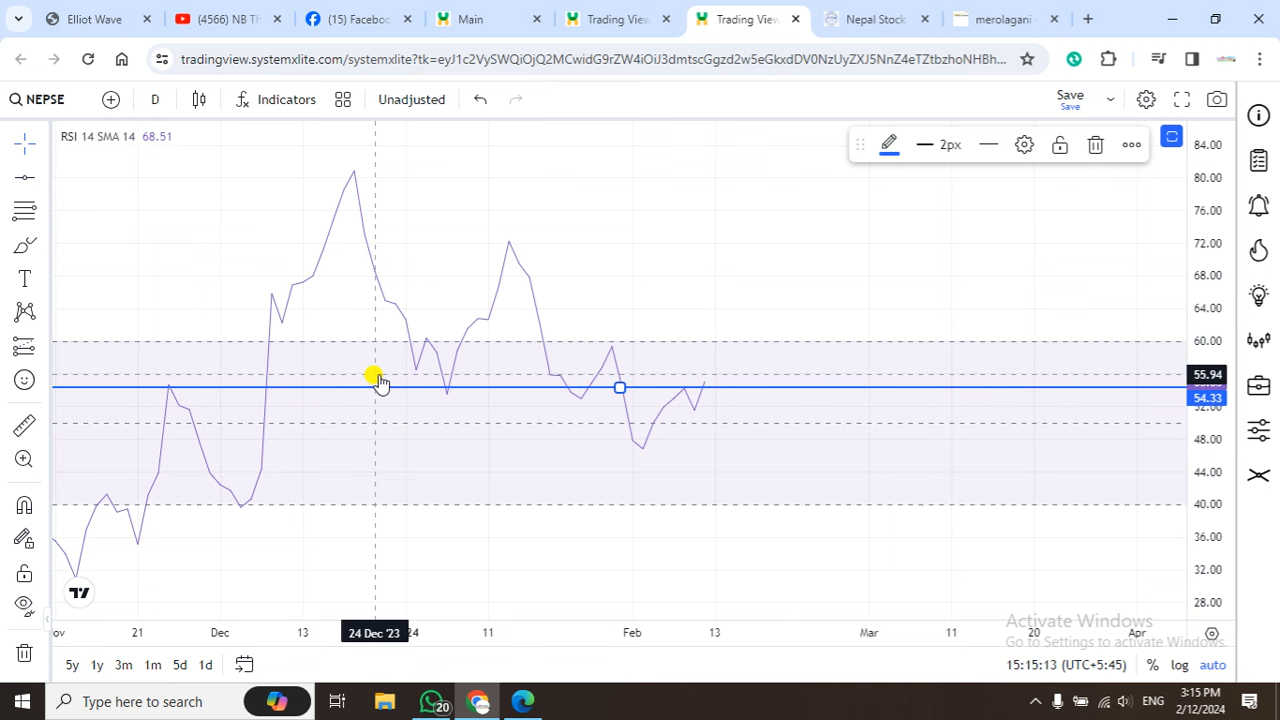 Elliot Wave
(4566) NB Th
(15) Faceboo
Main
Trading View
Trading View
Nepal Stock
merolagani
tradingview.systemxlite.com/systemxlite?tk=eyJ1c2VySWQiOjQ2MCwidG9rZW4iOiJ3dmtscGgzd2w5eGkxdDV0NzUyZXJ5NnZ4eTZtbzhoNHBh...
NEPSE
D
Indicators
Unadjusted
Save
Save
RSI 14 SMA 14 68.51
2px
84.00
80.00
76.00
72.00
68.00
64.00
60.00
55.94
54.33
52.00
48.00
44.00
40.00
36.00
32.00
28.00
ov
21
Dec
13
24 Dec '23
24
11
Feb
13
Mar
11
20
Apr
Activate Windows
Go to Settings to activate Windows.
5y 1y 3m 1m 5d 1d
15:15:13 (UTC+5:45) % log auto
Type here to search
20
ENG
3:15 PM
2/12/2024